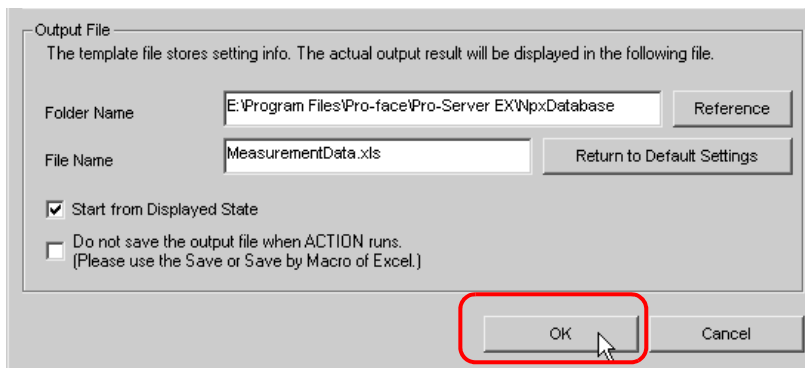 Output File
The template file stores setting info. The actual output result will be displayed in the following file.
Folder Name
E:\Program Files\Pro-face\Pro-Server EX\NpxDatabase
Reference
File Name
MeasurementData.xls
Return to Default Settings
Start from Displayed State
Do not save the output file when ACTION runs.
(Please use the Save or Save by Macro of Excel.)
OK
Cancel